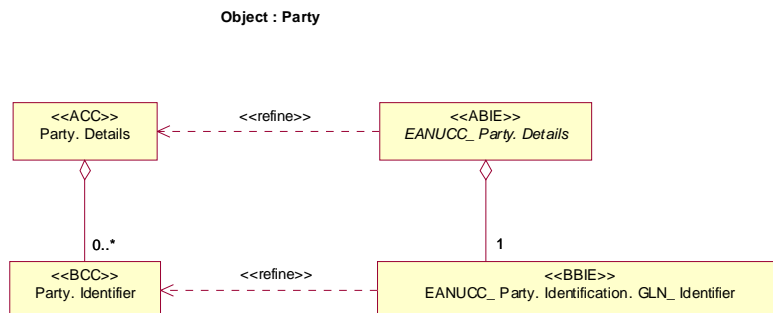 Object : Party
<<ACC>>
Party. Details
<<refine>>
<<ABIE>>
EANUCC_ Party. Details
0..*
1
<<BCC>>
Party. Identifier
<<refine>>
<<BBIE>>
EANUCC_ Party. Identification. GLN_ Identifier